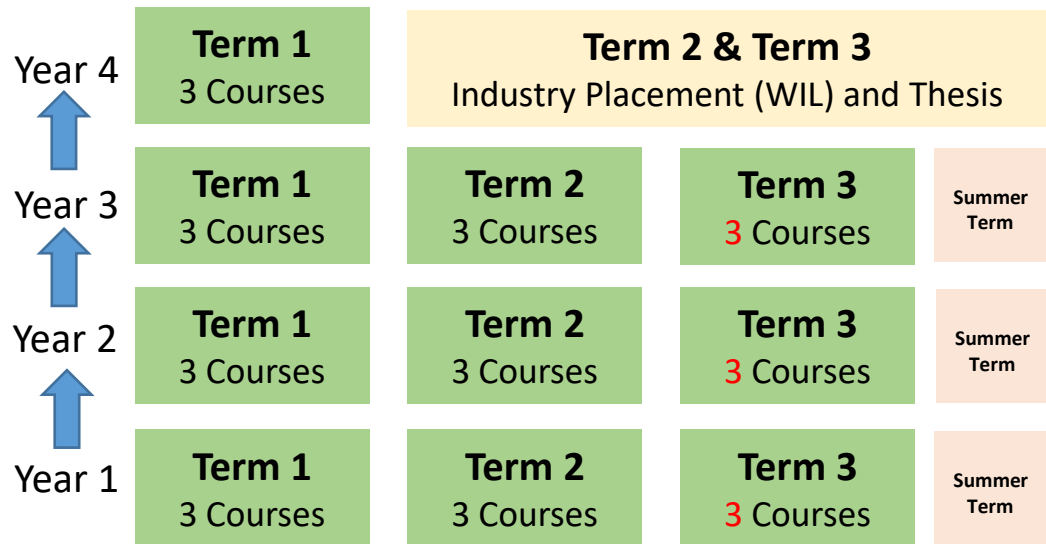 Year 4
Term 1
3 Courses
Term 2 & Term 3
Industry Placement (WIL) and Thesis
Year 3
Term 1
3 Courses
Term 2
3 Courses
Term 3
3 Courses
Summer
Term
Year 2
Term 1
3 Courses
Term 2
3 Courses
Term 3
3 Courses
Summer
Term
Year 1
Term 1
3 Courses
Term 2
3 Courses
Term 3
3 Courses
Summer
Term